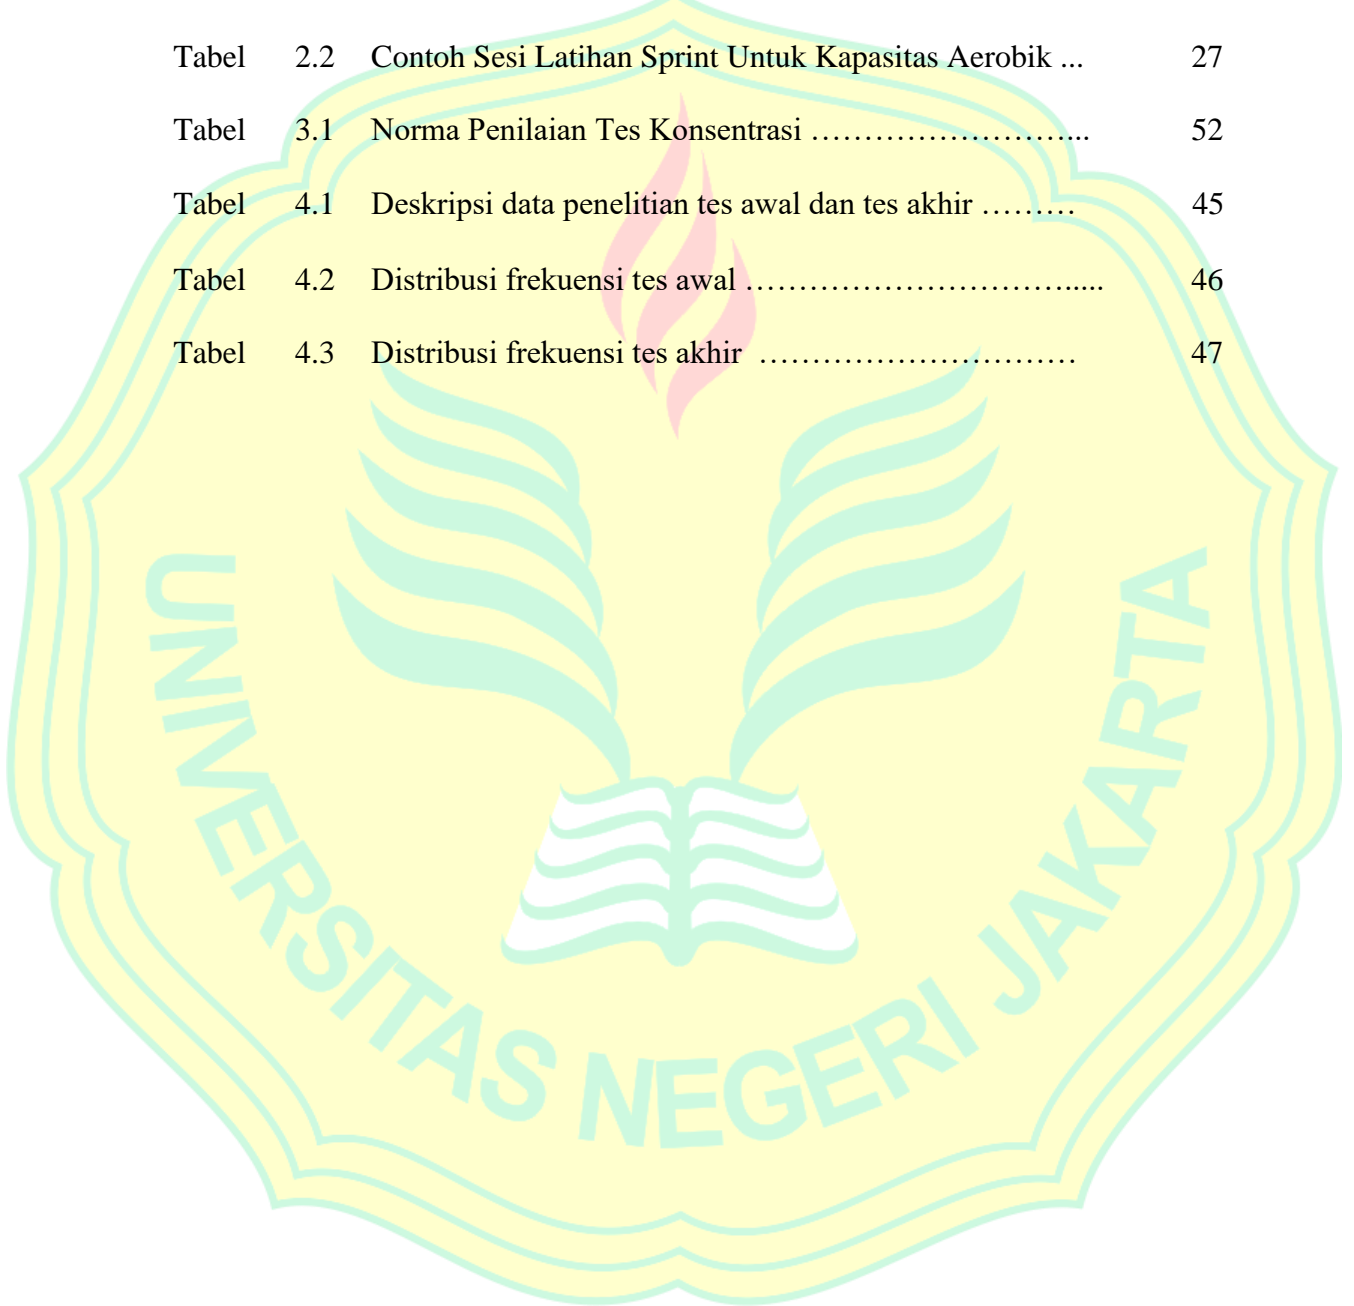 Tabel 2.2 Contoh Sesi Latihan Sprint Untuk Kapasitas Aerobik ... 27
Tabel 3.1 Norma Penilaian Tes Konsentrasi ……………………….. 52
Tabel 4.1 Deskripsi data penelitian tes awal dan tes akhir ……… 45
Tabel 4.2 Distribusi frekuensi tes awal …………………………..... 46
Tabel 4.3 Distribusi frekuensi tes akhir ………………………… 47
UNIVERSITAS NEGERI JAKARTA